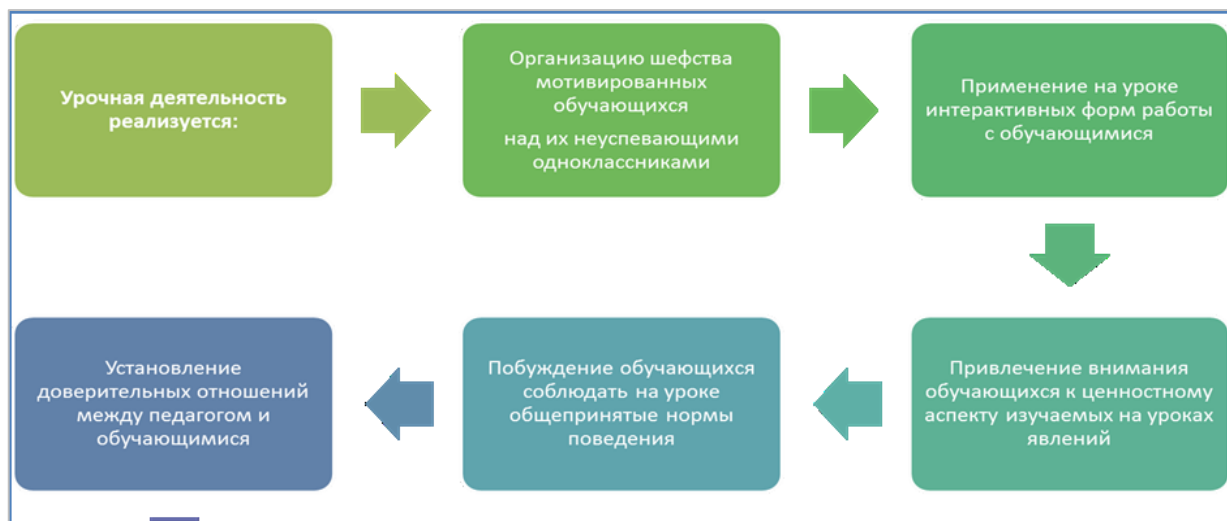 Урочная деятельность
реализуется:
Организацию шефства
мотивированных
обучающихся
над их неуспевающими
одноклассниками
Применение на уроке
интерактивных форм работы
с обучающимися
Привлечение внимания
обучающихся к ценностному
аспекту изучаемых на уроках
явлений
Побуждение обучающихся
соблюдать на уроке
общепринятые нормы
поведения
Установление
доверительных отношений
между педагогом и
обучающимися